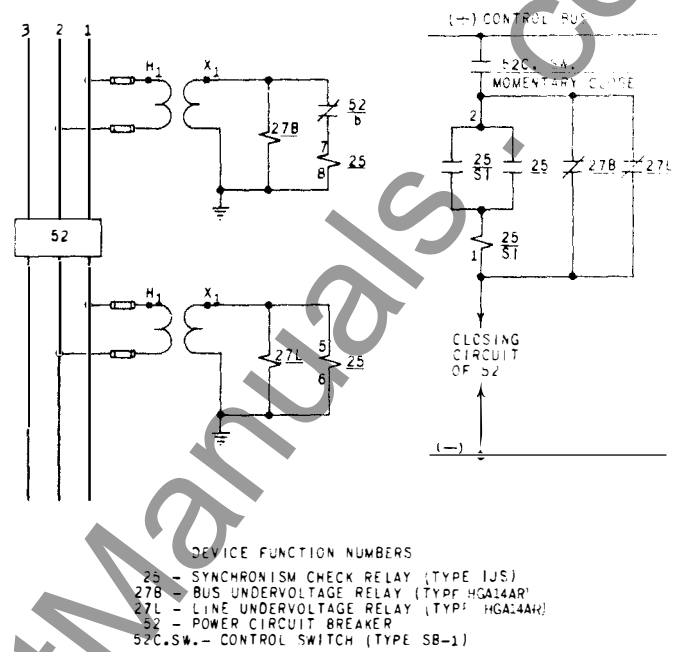 3 2 1
H1 X1
27B
52
b
7
8
25
52
H1 X1
27L
5
6
25
(+) CONTROL BUS
52C. SW.
MOMENTARY CLOSE
2
25
SI
25
27B
27L
1
25
SI
CLOSING
CIRCUIT
OF 52
(-)
DEVICE FUNCTION NUMBERS
25 - SYNCHRONISM CHECK RELAY (TYPE IJS)
27B - BUS UNDERVOLTAGE RELAY (TYPE HGA14AR)
27L - LINE UNDERVOLTAGE RELAY (TYPE HGA14AR)
52 - POWER CIRCUIT BREAKER
52C.SW.- CONTROL SWITCH (TYPE SB-1)